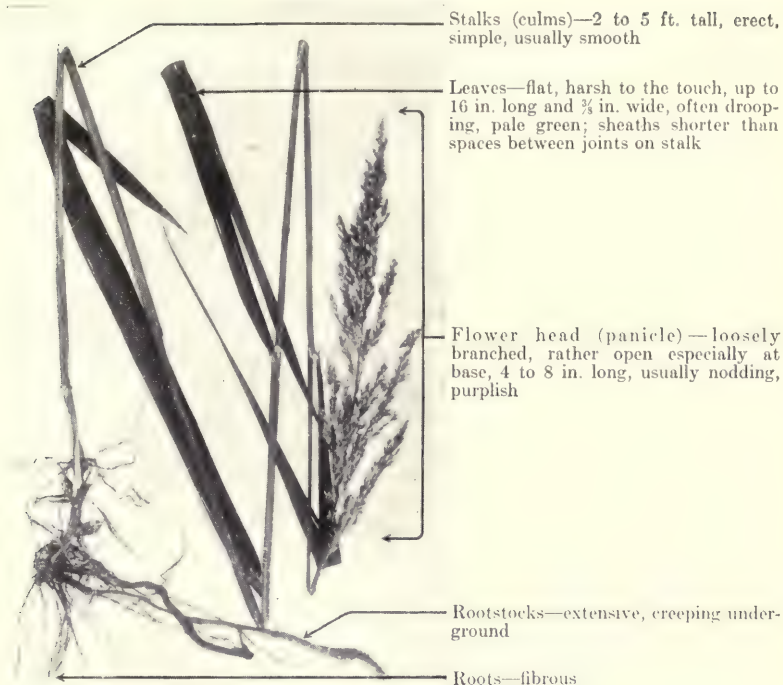 Stalks (culms)—2 to 5 ft. tall, erect,
simple, usually smooth
Leaves—flat, harsh to the touch, up to
16 in. long and ⅜ in. wide, often droop-
ing, pale green; sheaths shorter than
spaces between joints on stalk
Flower head (panicle)—loosely
branched, rather open especially at
base, 4 to 8 in. long, usually nodding,
purplish
Rootstocks—extensive, creeping under-
ground
Roots—fibrous